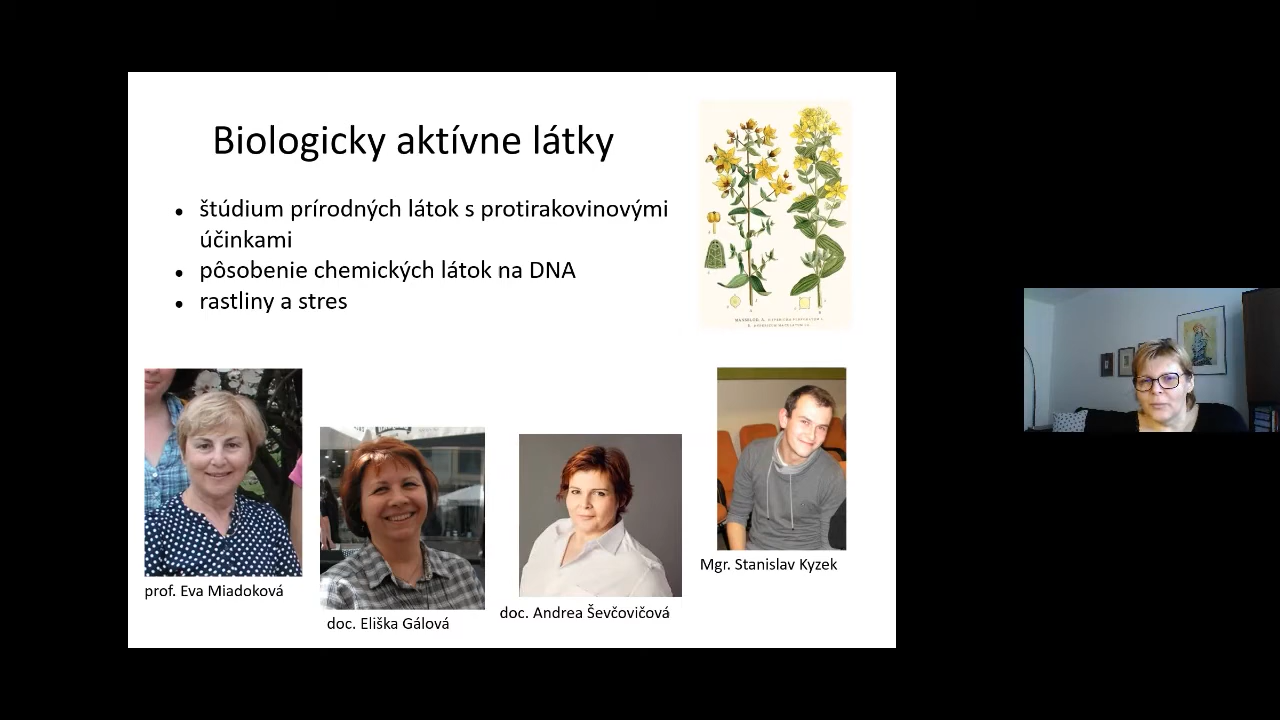 Biologicky aktívne látky
• štúdium prírodných látok s protirakovinovými
účinkami
• pôsobenie chemických látok na DNA
• rastliny a stres
prof. Eva Miadoková
doc. Eliška Gálová
doc. Andrea Ševčovičová
Mgr. Stanislav Kyzek